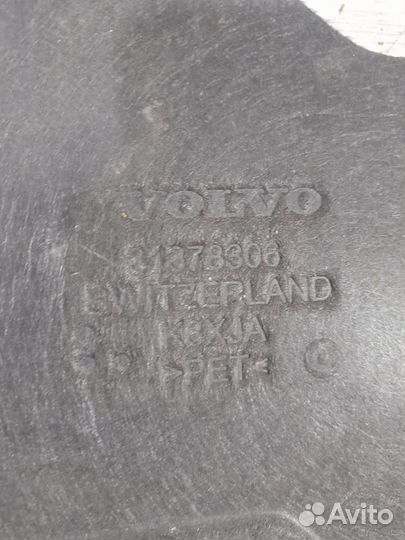 VOLVO
31378306
SWITZERLAND
K8XJA
>PET<
Avito